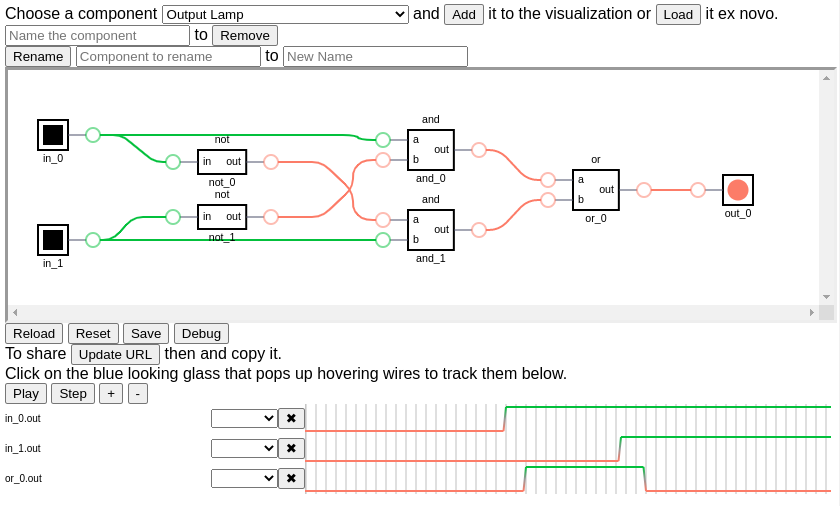 Choose a component Output Lamp and Add it to the visualization or Load it ex novo.
Name the component to Remove
Rename Component to rename to New Name
and
in_0
not
a
b
out
and_0
in out
not_0
or
a
b
out
or_0
out_0
not
in out
not_1
and
a
b
out
and_1
in_1
Reload Reset Save Debug
To share Update URL then and copy it.
Click on the blue looking glass that pops up hovering wires to track them below.
Play Step + -
in_0.out ✖
in_1.out ✖
or_0.out ✖